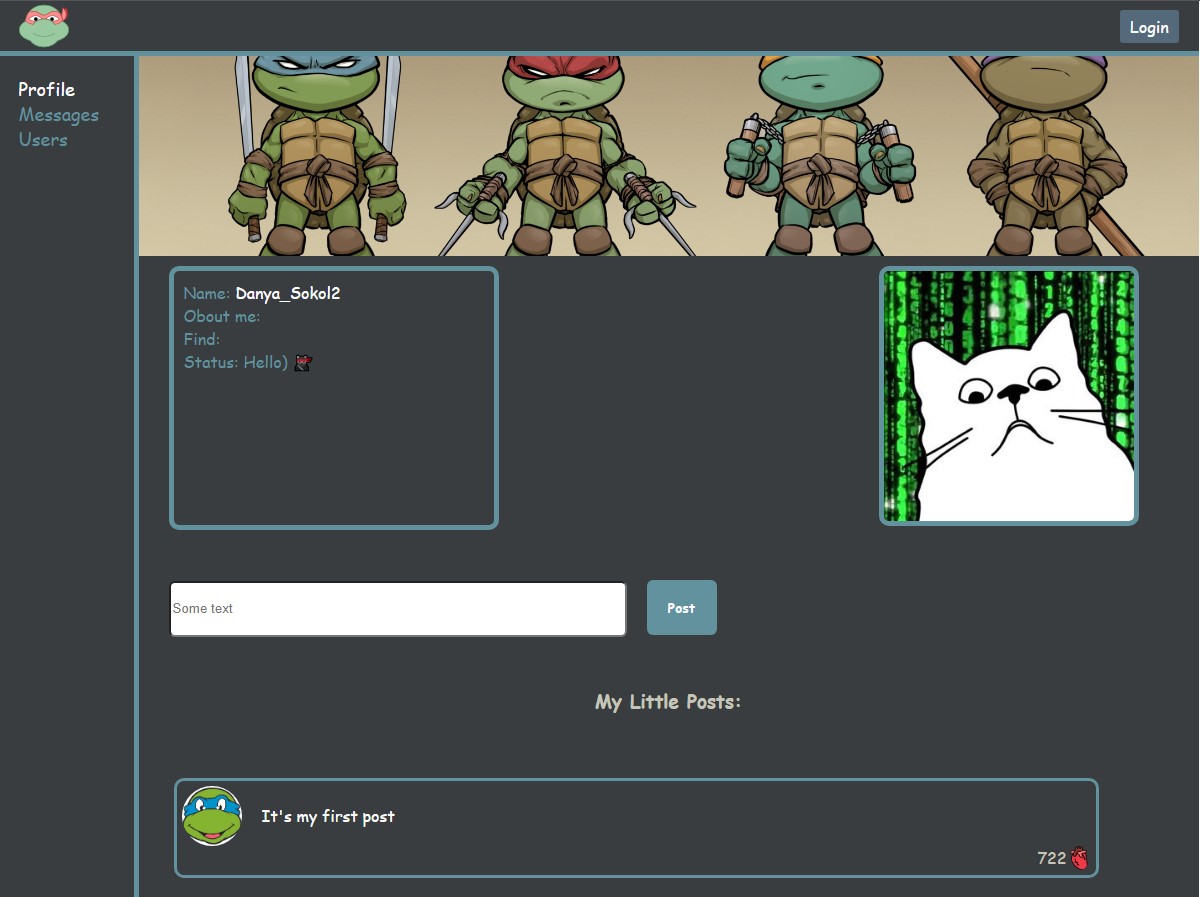 Login
Profile
Messages
Users
Name: Danya_Sokol2
Obout me:
Find:
Status: Hello)
Some text
Post
My Little Posts:
It's my first post
722